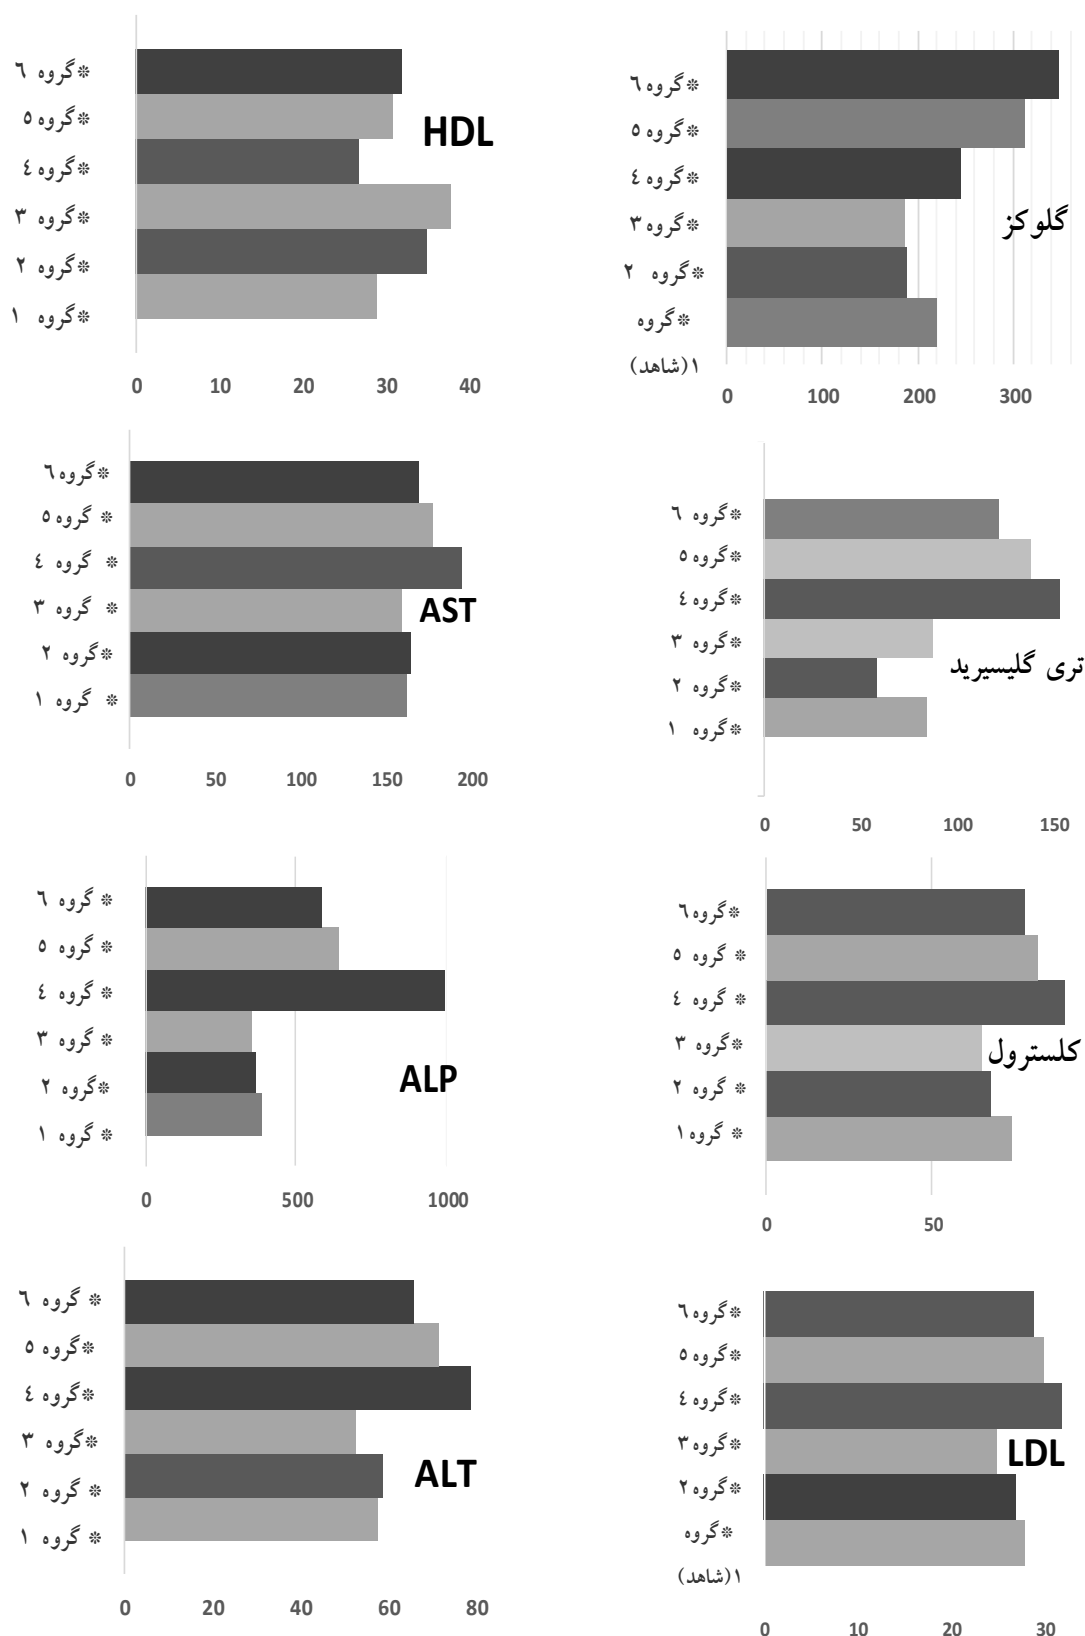 *گروه ٦
*گروه ٥
*گروه ٤
*گروه ٣
*گروه ٢
*گروه ١
HDL
0 10 20 30 40
*گروه ٦
*گروه ٥
*گروه ٤
*گروه ٣
*گروه ٢
*گروه
١(شاهد)
گلوکز
0 100 200 300
*گروه ٦
* گروه ٥
* گروه ٤
* گروه ٣
*گروه ٢
* گروه ١
AST
0 50 100 150 200
*گروه ٦
*گروه ٥
*گروه ٤
*گروه ٣
*گروه ٢
*گروه ١
تری گلیسیرید
0 50 100 150
* گروه ٦
* گروه ٥
* گروه ٤
* گروه ٣
*گروه ٢
* گروه ١
ALP
0 500 1000
*گروه ٦
* گروه ٥
* گروه ٤
*گروه ٣
* گروه ٢
* گروه ١
کلسترول
0 50
* گروه ٦
*گروه ٥
*گروه ٤
*گروه ٣
* گروه ٢
* گروه ١
ALT
0 20 40 60 80
*گروه ٦
*گروه ٥
*گروه ٤
*گروه ٣
*گروه ٢
*گروه
١(شاهد)
LDL
0 10 20 30